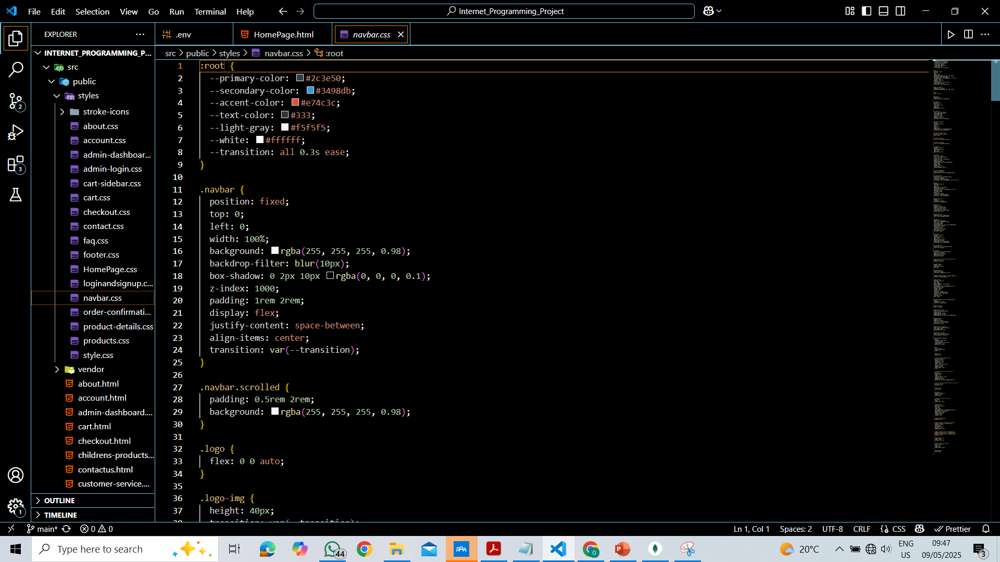 File Edit Selection View Go Run Terminal Help
Internet_Programming_Project
EXPLORER
.env
HomePage.html
navbar.css
INTERNET_PROGRAMMING_P...
src > public > styles > navbar.css > :root
src
public
styles
stroke-icons
about.css
account.css
admin-dashboar...
admin-login.css
cart-sidebar.css
cart.css
checkout.css
contact.css
faq.css
footer.css
HomePage.css
loginandsignup.c...
navbar.css
order-confirmati...
product-details.css
products.css
style.css
vendor
about.html
account.html
admin-dashboard....
cart.html
checkout.html
childrens-products...
contactus.html
customer-service....
OUTLINE
TIMELINE
2
3
1
1 :root {
2 --primary-color: #2c3e50;
3 --secondary-color: #3498db;
4 --accent-color: #e74c3c;
5 --text-color: #333;
6 --light-gray: #f5f5f5;
7 --white: #ffffff;
8 --transition: all 0.3s ease;
9 }
10
11 .navbar {
12 position: fixed;
13 top: 0;
14 left: 0;
15 width: 100%;
16 background: rgba(255, 255, 255, 0.98);
17 backdrop-filter: blur(10px);
18 box-shadow: 0 2px 10px rgba(0, 0, 0, 0.1);
19 z-index: 1000;
20 padding: 1rem 2rem;
21 display: flex;
22 justify-content: space-between;
23 align-items: center;
24 transition: var(--transition);
25 }
26
27 .navbar.scrolled {
28 padding: 0.5rem 2rem;
29 background: rgba(255, 255, 255, 0.98);
30 }
31
32 .logo {
33 flex: 0 0 auto;
34 }
35
36 .logo-img {
37 height: 40px;
38 transition: var(--transition);
main* 0 0
Ln 1, Col 1 Spaces: 2 UTF-8 CRLF {} CSS Prettier
Type here to search
44
20°C
ENG
US
09:47
09/05/2025
3